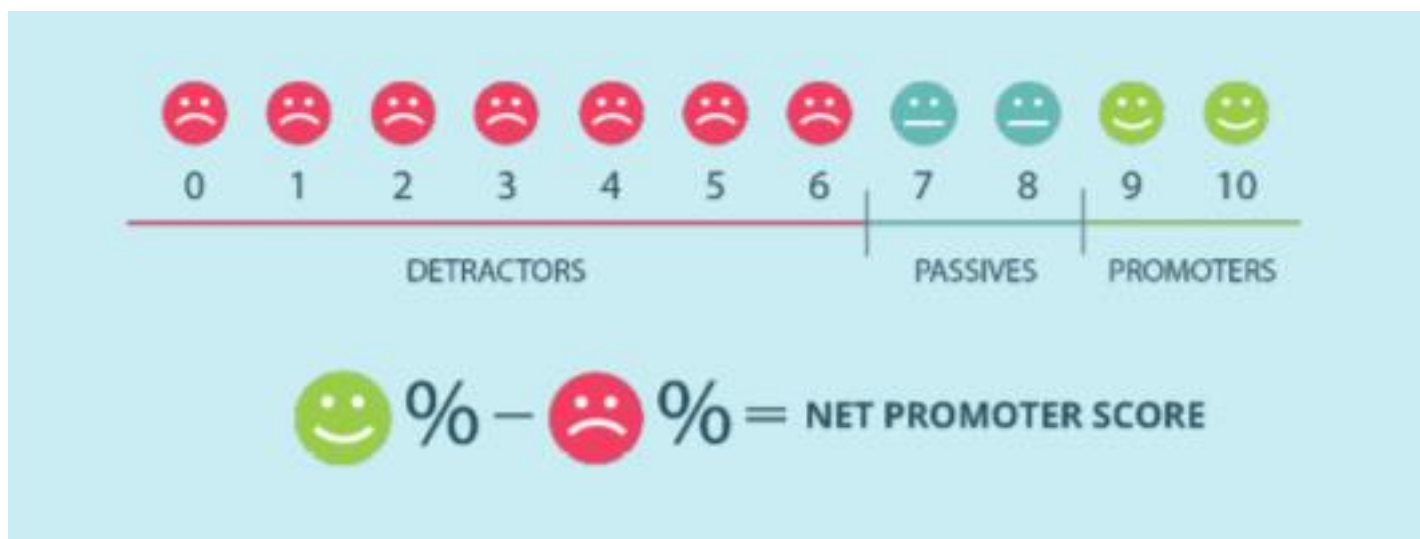 0 1 2 3 4 5 6 7 8 9 10
DETRACTORS PASSIVES PROMOTERS
% – % = NET PROMOTER SCORE